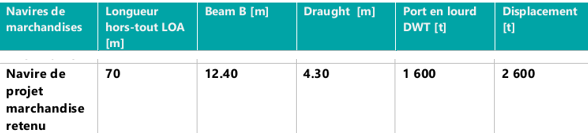 Navires de marchandises
Longueur hors-tout LOA [m]
Beam B [m]
Draught [m]
Port en lourd DWT [t]
Displacement [t]
Navire de projet marchandise retenu
70
12.40
4.30
1 600
2 600